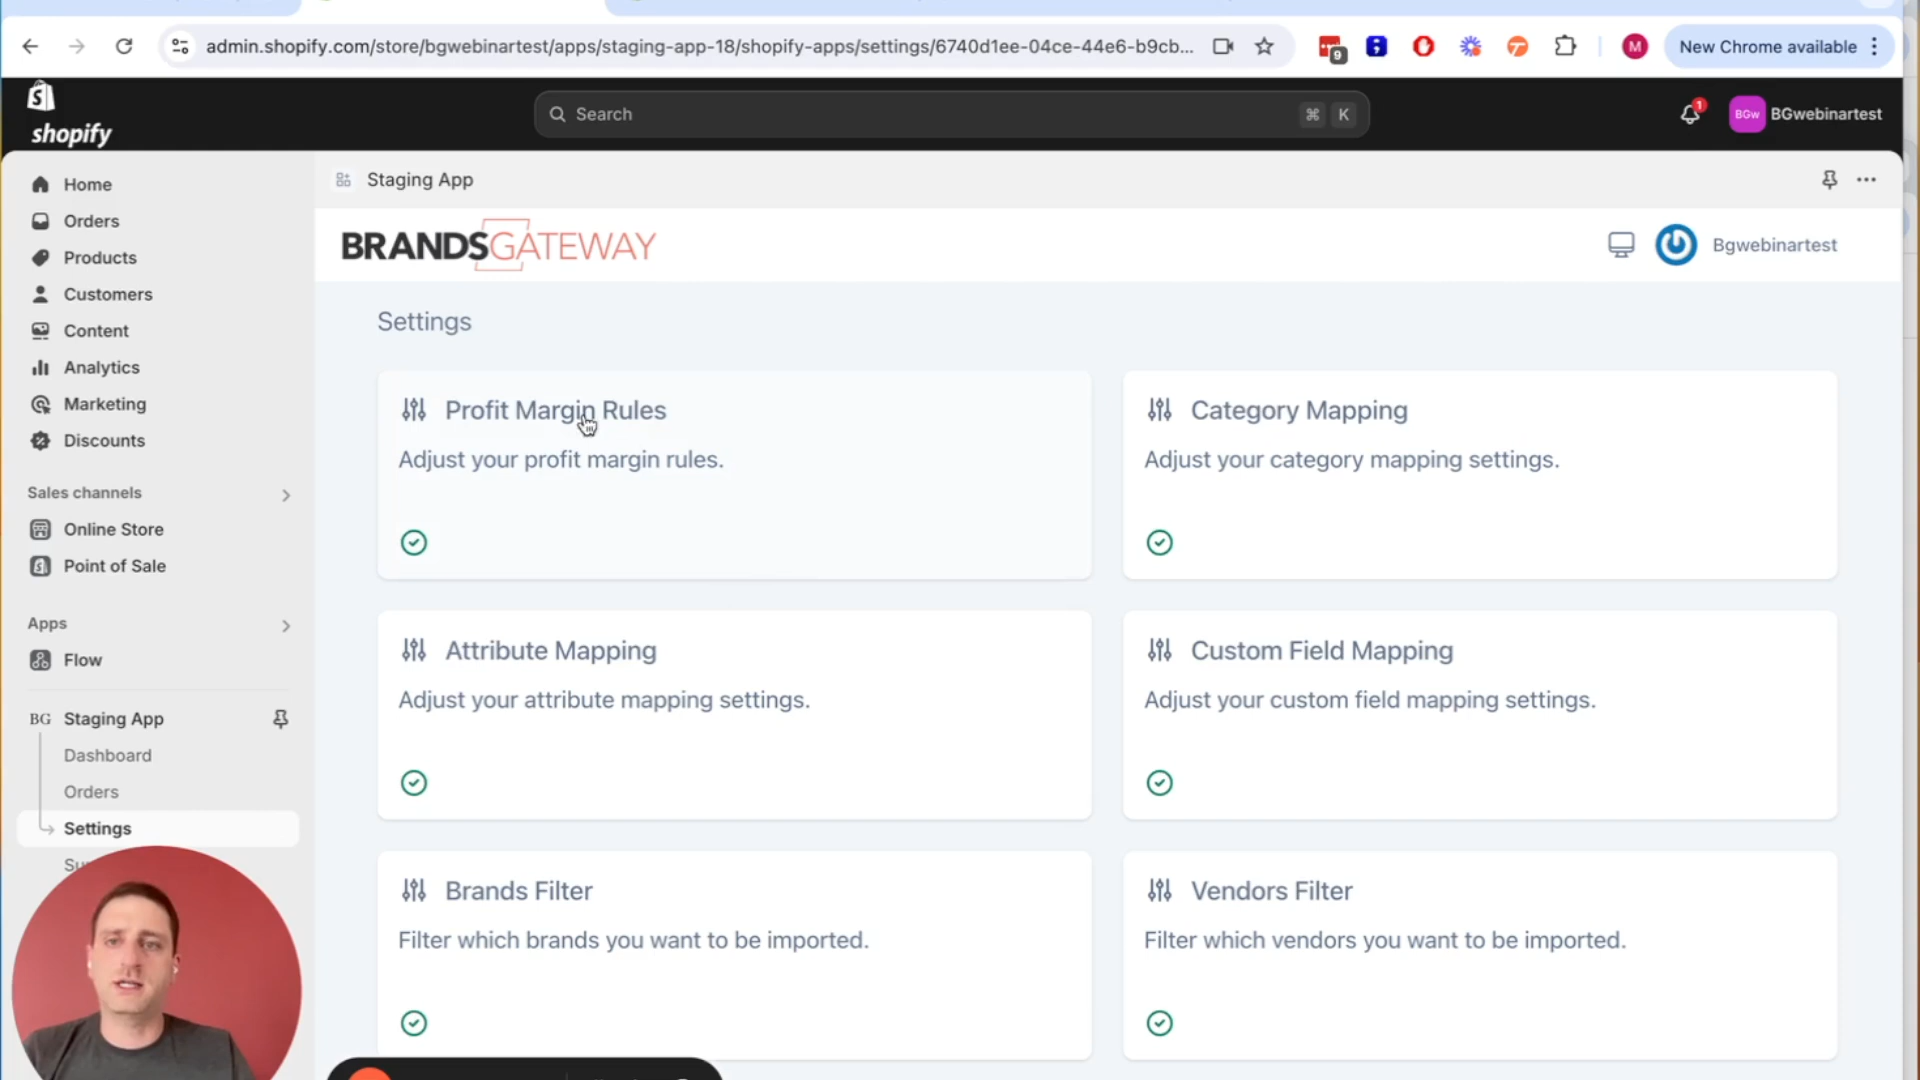 admin.shopify.com/store/bgwebinartest/apps/staging-app-18/shopify-apps/settings/6740d1ee-04ce-44e6-b9cb...
9
M
New Chrome available
shopify
Search
⌘ K
1
BGw
BGwebinartest
Home
Orders
Products
Customers
Content
Analytics
Marketing
Discounts
Sales channels
Online Store
Point of Sale
Apps
Flow
BG Staging App
Dashboard
Orders
Settings
Staging App
BRANDSGATEWAY
Bgwebinartest
Settings
Profit Margin Rules
Adjust your profit margin rules.
Category Mapping
Adjust your category mapping settings.
Attribute Mapping
Adjust your attribute mapping settings.
Custom Field Mapping
Adjust your custom field mapping settings.
Brands Filter
Filter which brands you want to be imported.
Vendors Filter
Filter which vendors you want to be imported.